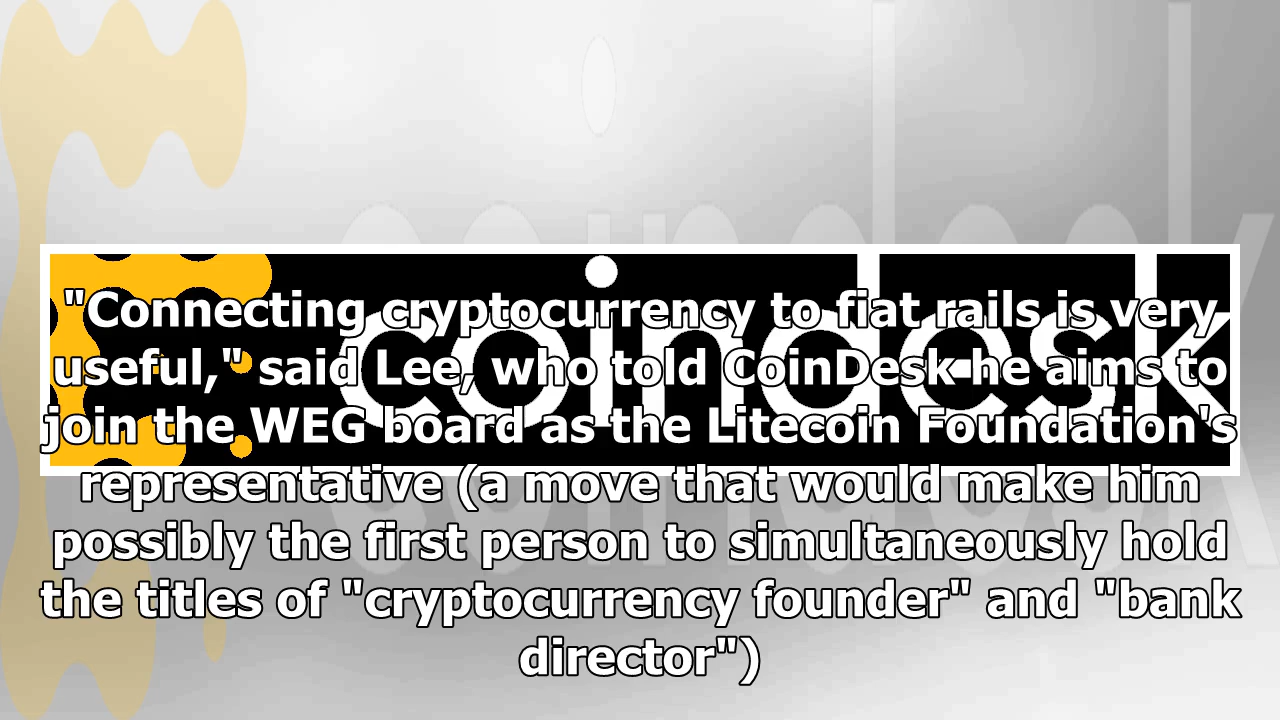 coindesk
"Connecting cryptocurrency to fiat rails is very
useful," said Lee, who told CoinDesk he aims to
join the WEG board as the Litecoin Foundation's
representative (a move that would make him
possibly the first person to simultaneously hold
the titles of "cryptocurrency founder" and "bank
director")